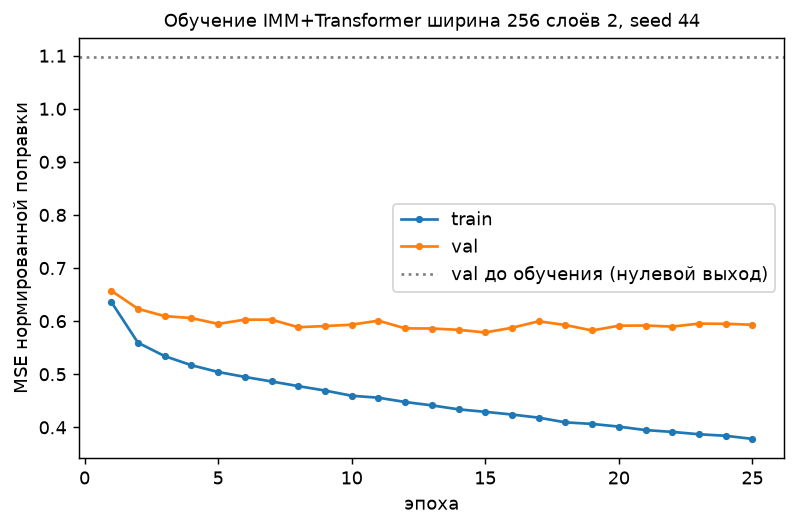 Обучение IMM+Transformer ширина 256 слоёв 2, seed 44
MSE нормированной поправки
1.1
1.0
0.9
0.8
0.7
0.6
0.5
0.4
train
val
val до обучения (нулевой выход)
0
5
10
15
20
25
эпоха